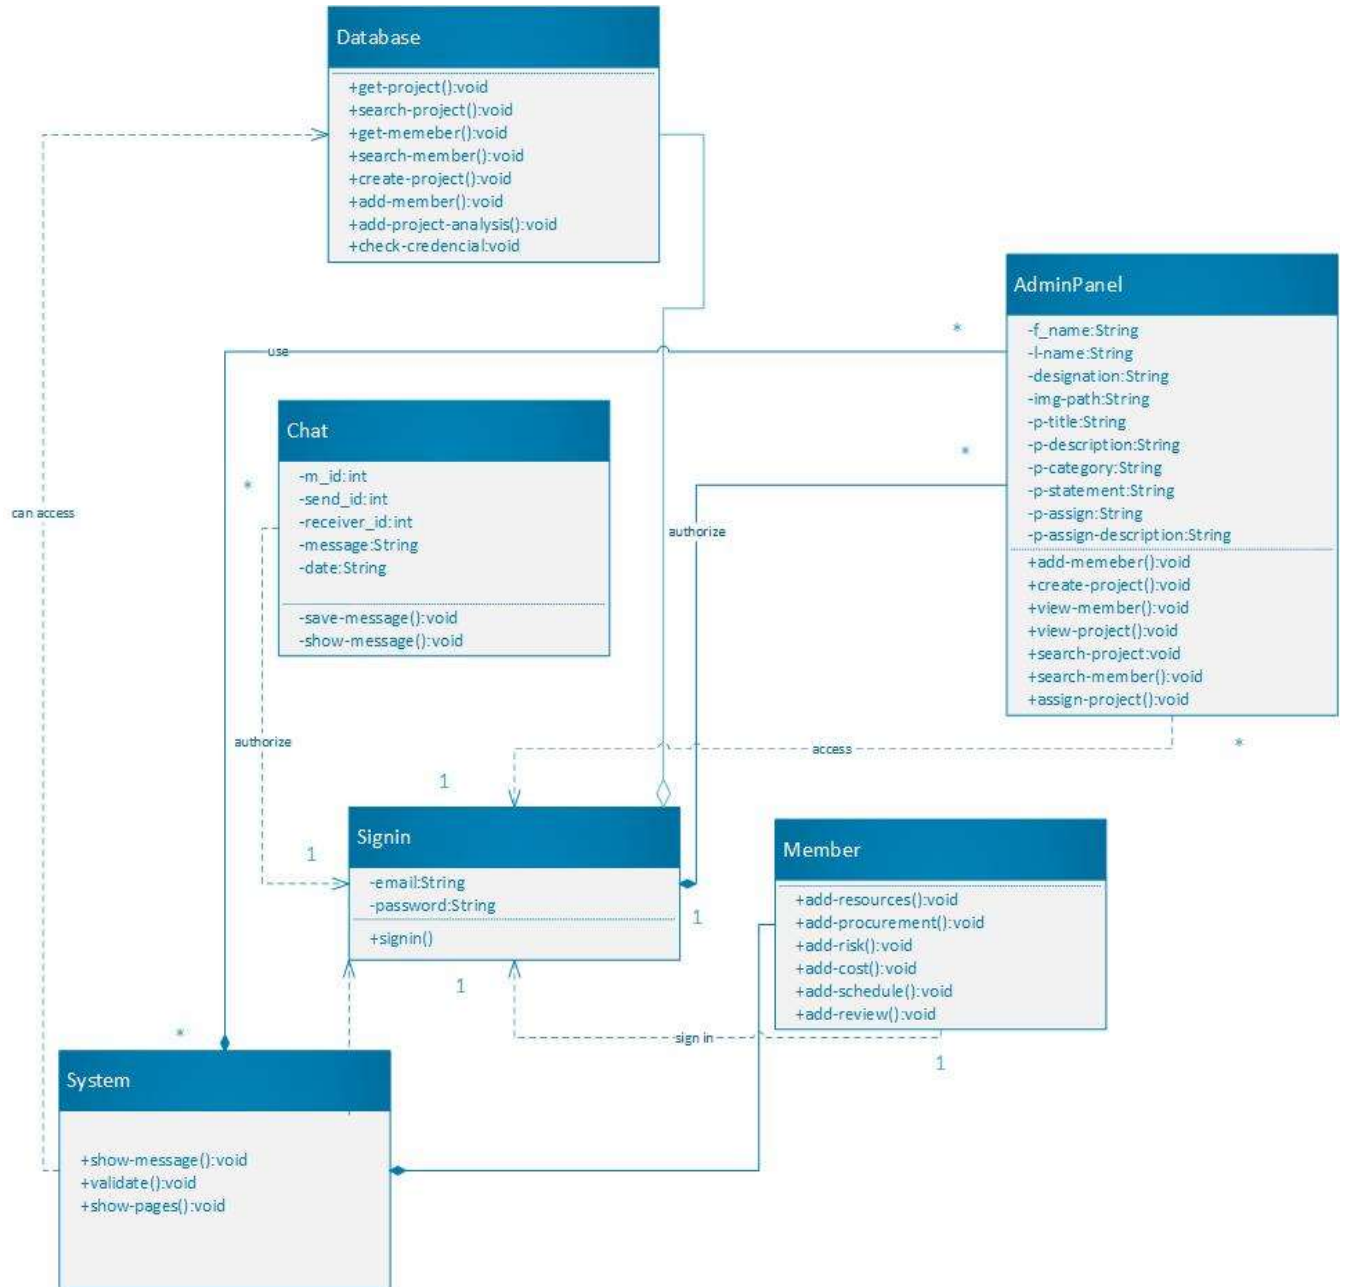 Database
+get-project():void
+search-project():void
+get-memeber():void
+search-member():void
+create-project():void
+add-member():void
+add-project-analysis():void
+check-credencial:void
AdminPanel
-f_name:String
-l-name:String
-designation:String
-img-path:String
-p-title:String
-p-description:String
-p-category:String
-p-statement:String
-p-assign:String
-p-assign-description:String
+add-memeber():void
+create-project():void
+view-member():void
+view-project():void
+search-project:void
+search-member():void
+assign-project():void
*
use
*
Chat
-m_id:int
-send_id:int
-receiver_id:int
-message:String
-date:String
-save-message():void
-show-message():void
*
can access
authorize
authorize
access
*
1
1
Signin
-email:String
-password:String
+signin()
1
1
Member
+add-resources():void
+add-procurement():void
+add-risk():void
+add-cost():void
+add-schedule():void
+add-review():void
sign in
1
*
System
+show-message():void
+validate():void
+show-pages():void